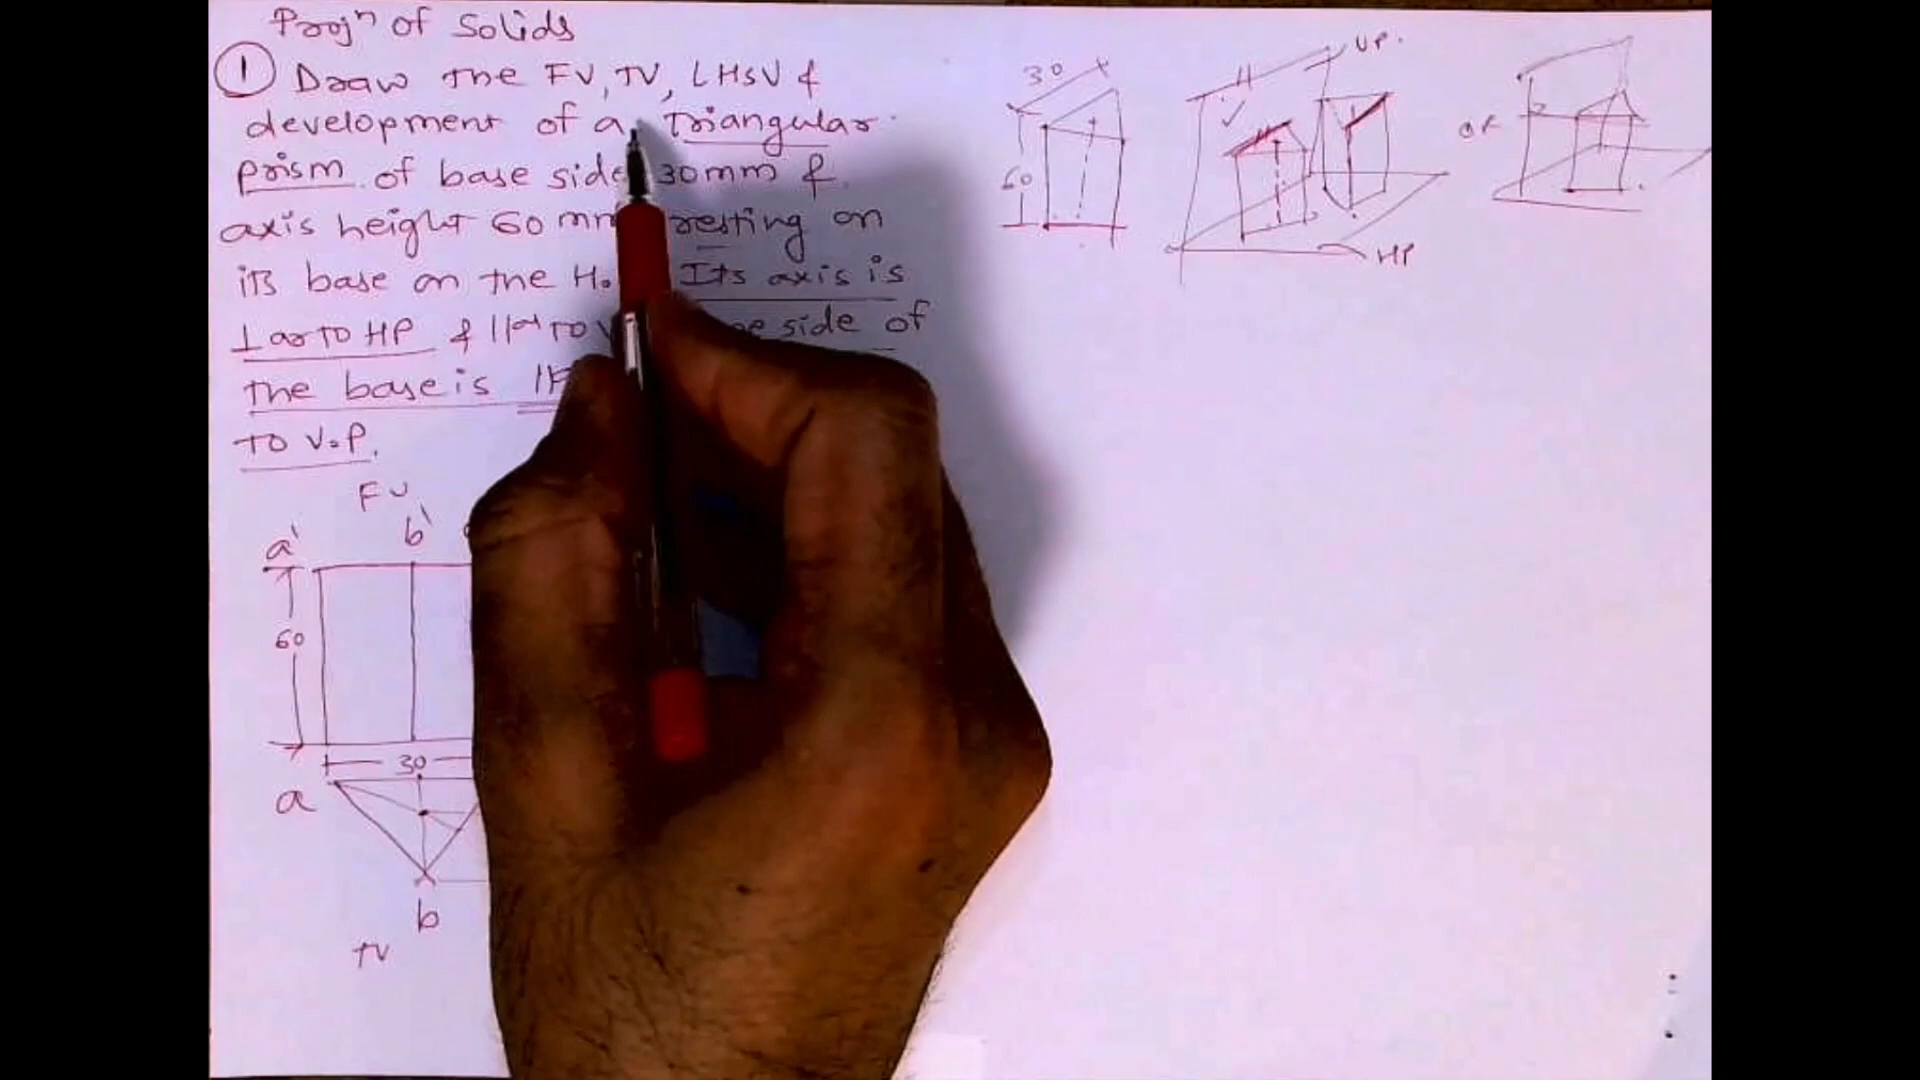 Projⁿ of Solids
① Draw the FV, TV, LHSV &
development of a Triangular
prism of base side 30mm &
axis height 60 mm resting on
its base on the H. Its axis is
⊥ar to HP & ||el to V side of
the base is ||
to V.P.
FV
a' b'
60
30
a
b
TV
30
60
VP.
HP
or